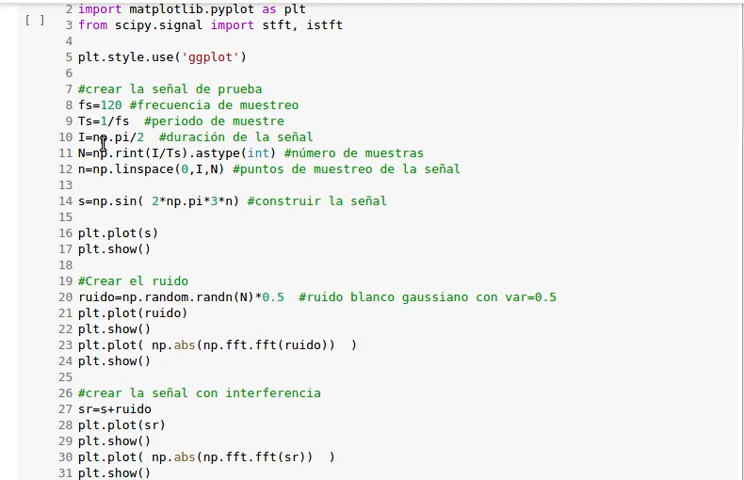 [ ]
2 import matplotlib.pyplot as plt
3 from scipy.signal import stft, istft
4
5 plt.style.use('ggplot')
6
7 #crear la señal de prueba
8 fs=120 #frecuencia de muestreo
9 Ts=1/fs  #periodo de muestre
10 I=np.pi/2  #duración de la señal
11 N=np.rint(I/Ts).astype(int) #número de muestras
12 n=np.linspace(0,I,N) #puntos de muestreo de la señal
13
14 s=np.sin( 2*np.pi*3*n) #construir la señal
15
16 plt.plot(s)
17 plt.show()
18
19 #Crear el ruido
20 ruido=np.random.randn(N)*0.5  #ruido blanco gaussiano con var=0.5
21 plt.plot(ruido)
22 plt.show()
23 plt.plot( np.abs(np.fft.fft(ruido))  )
24 plt.show()
25
26 #crear la señal con interferencia
27 sr=s+ruido
28 plt.plot(sr)
29 plt.show()
30 plt.plot( np.abs(np.fft.fft(sr))  )
31 plt.show()